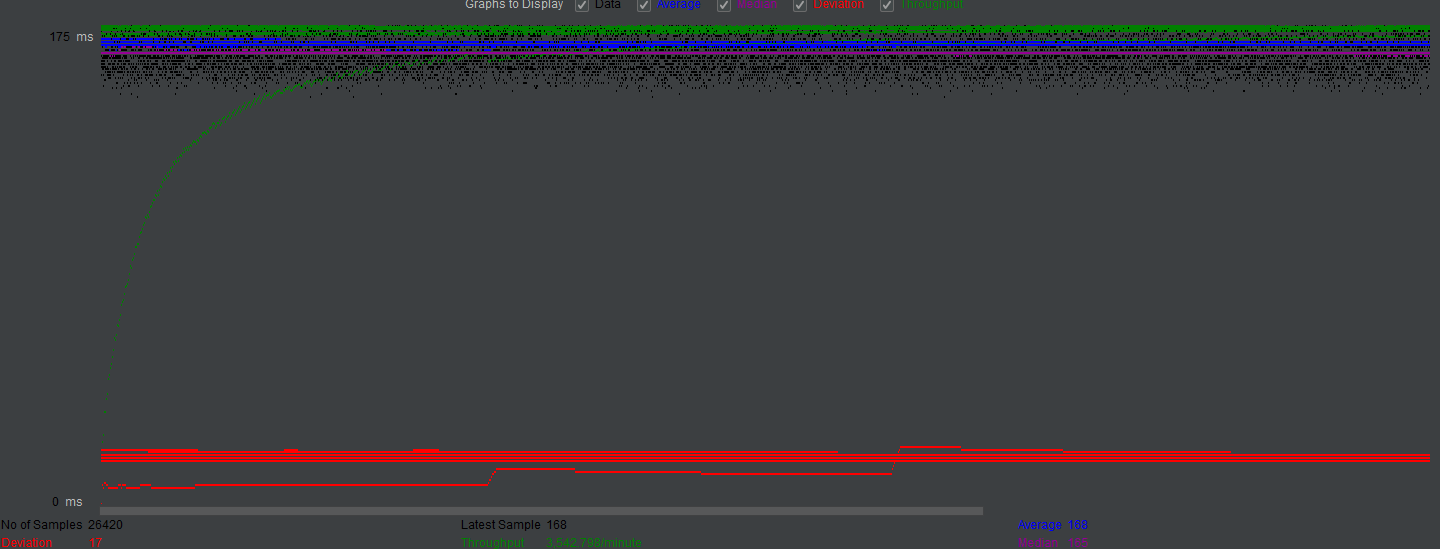 Graphs to Display Data Average Median Deviation Throughput
175 ms
0 ms
No of Samples 26420 Latest Sample 168 Average 168
Deviation 17 Throughput 3,542.798/minute Median